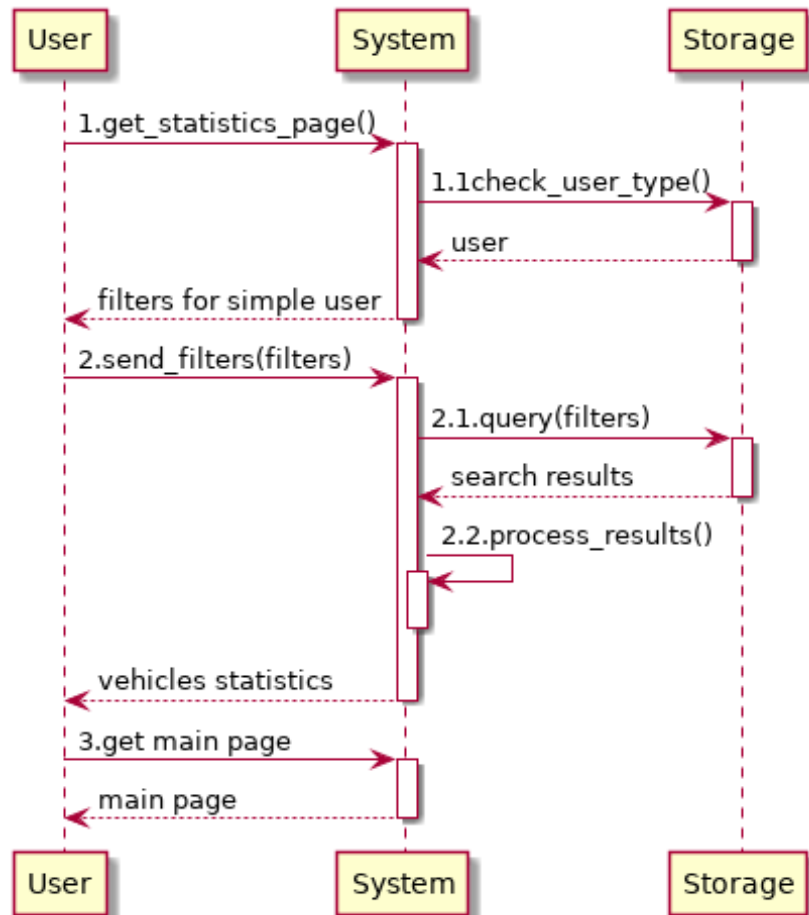 User
System
Storage
1.get_statistics_page()
1.1check_user_type()
user
filters for simple user
2.send_filters(filters)
2.1.query(filters)
search results
2.2.process_results()
vehicles statistics
3.get main page
main page
User
System
Storage